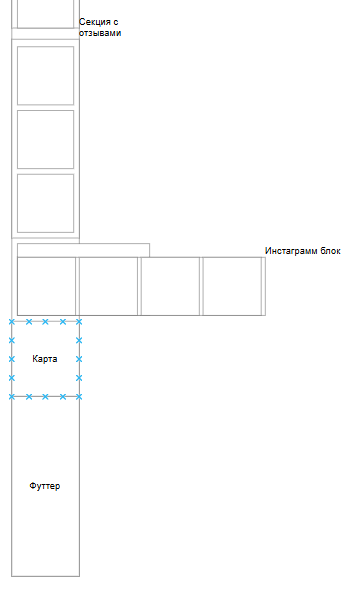 Секция с
отзывами
Инстаграмм блок
Карта
Футтер